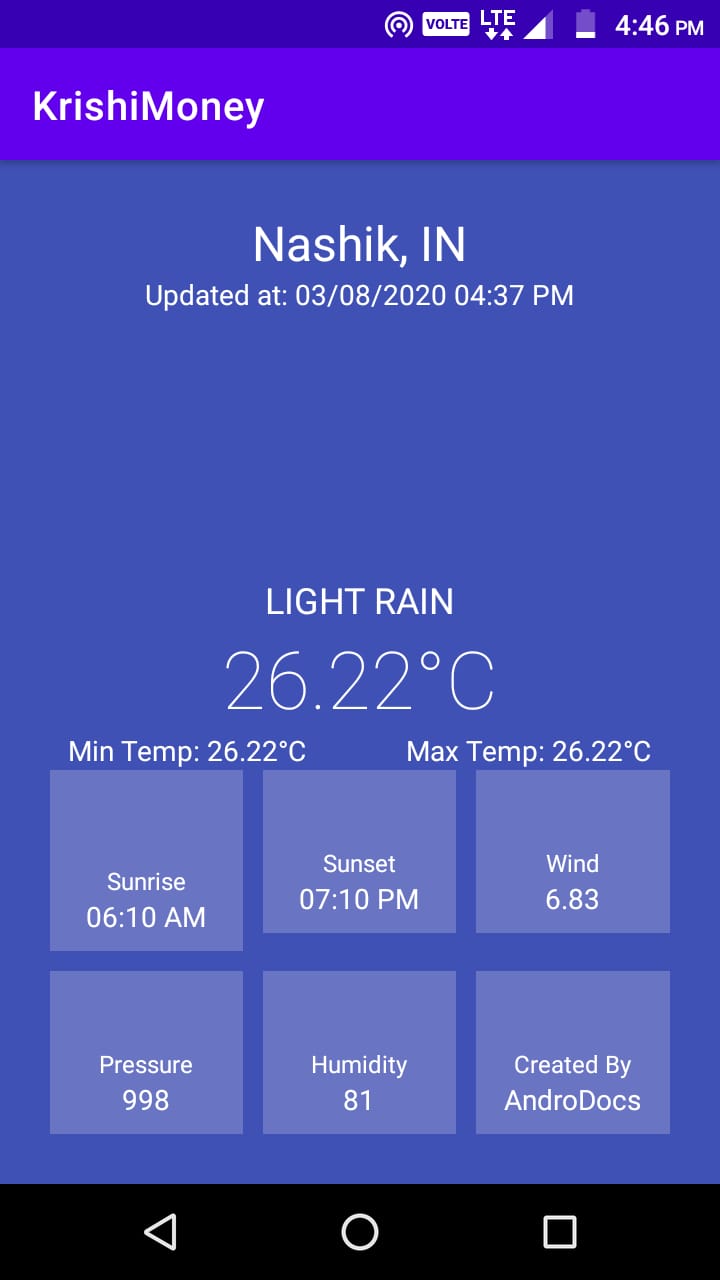 VOLTE LTE 4:46 PM
KrishiMoney
Nashik, IN
Updated at: 03/08/2020 04:37 PM
LIGHT RAIN
26.22°C
Min Temp: 26.22°C Max Temp: 26.22°C
Sunrise
06:10 AM
Sunset
07:10 PM
Wind
6.83
Pressure
998
Humidity
81
Created By
AndroDocs